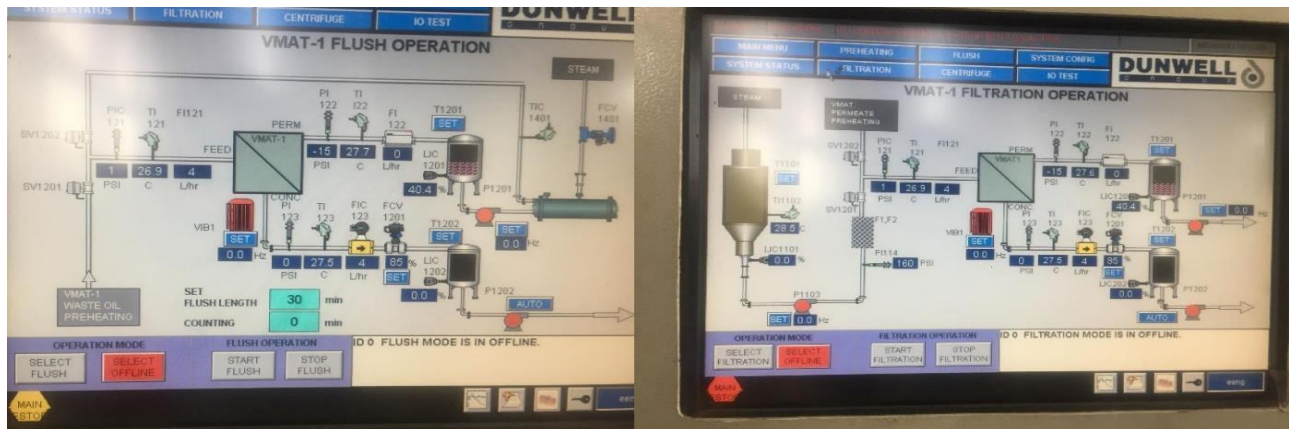 SYSTEM STATUS
FILTRATION
CENTRIFUGE
IO TEST
DUNWELL
VMAT-1 FLUSH OPERATION
STEAM
PIC
121
TI
121
FI121
PI
122
TI
I22
FI
122
T1201
SET
TIC
1401
FCV
1401
SV1202
PERM
VMAT-1
FEED
1
PSI
26.9
C
4
L/hr
-15
PSI
27.7
C
0
L/hr
LIC
1201
40.4 %
P1201
SV1201
CONC
PI
123
TI
123
FIC
123
FCV
1201
T1202
SET
SET
0.0 Hz
VIB1
SET
0.0 Hz
0
PSI
27.5
C
4
L/hr
85 %
SET
LIC
1202
0.0 %
P1202
AUTO
VMAT-1
WASTE OIL
PREHEATING
SET
FLUSH LENGTH 30 min
COUNTING 0 min
OPERATION MODE
SELECT
FLUSH
SELECT
OFFLINE
FLUSH OPERATION
START
FLUSH
STOP
FLUSH
ID 0 FLUSH MODE IS IN OFFLINE.
MAIN
ESTOP
een
MAIN MENU
PREHEATING
FLUSH
SYSTEM CONFIG
SYSTEM STATUS
FILTRATION
CENTRIFUGE
IO TEST
DUNWELL
VMAT-1 FILTRATION OPERATION
STEAM
VMAT
PERMEATE
PREHEATING
SV1202
PIC
121
TI
121
FI121
PI
122
TI
122
FI
122
T1201
SET
PERM
VMAT1
FEED
1
PSI
26.9
C
4
L/hr
-15
PSI
27.6
C
0
L/hr
LIC1201
40.4 %
P1201
SET 0.0 Hz
T1101
SET
TI1102
28.5 C
LIC1101
0.0 %
SV1201
F1,F2
PI114
160 PSI
CONC
PI
123
TI
123
FIC
123
FCV
1201
T1202
SET
VIB1
SET
0.0 Hz
0
PSI
27.5
C
4
L/hr
85 %
SET
LIC1202
0.0 %
P1202
AUTO
P1103
SET 0.0 Hz
OPERATION MODE
SELECT
FILTRATION
SELECT
OFFLINE
FILTRATION OPERATION
START
FILTRATION
STOP
FILTRATION
ID 0 FILTRATION MODE IS IN OFFLINE.
MAIN
eeng